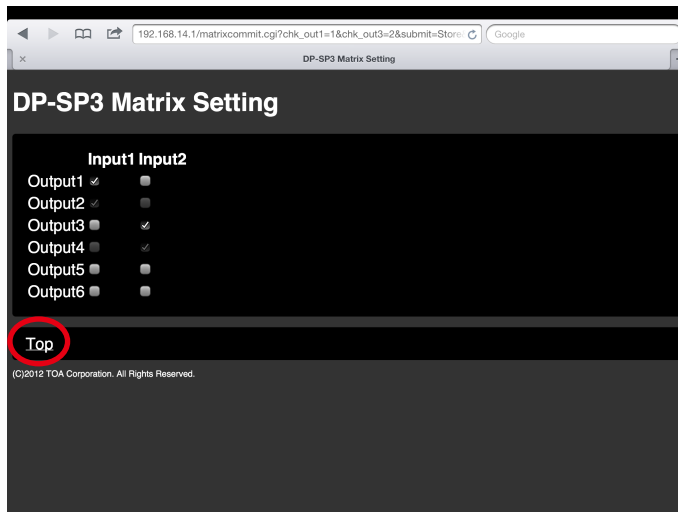 192.168.14.1/matrixcommit.cgi?chk_out1=1&chk_out3=2&submit=Store
Google
DP-SP3 Matrix Setting
DP-SP3 Matrix Setting
Input1 Input2
Output1
Output2
Output3
Output4
Output5
Output6
Top
(C)2012 TOA Corporation. All Rights Reserved.